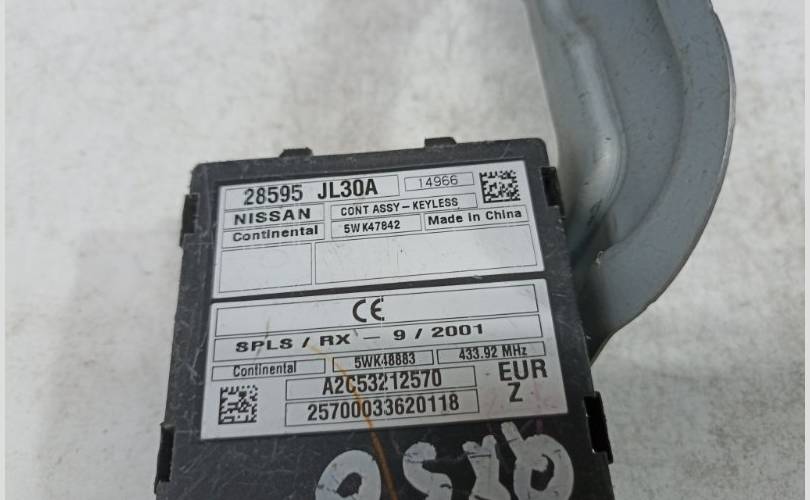 28595 JL30A 14966
NISSAN CONT ASSY-KEYLESS
Continental 5WK47842 Made in China
CE
SPLS / RX - 9 / 2001
Continental 5WK48883 433.92 MHz
A2C53212570 EUR
25700033620118 Z